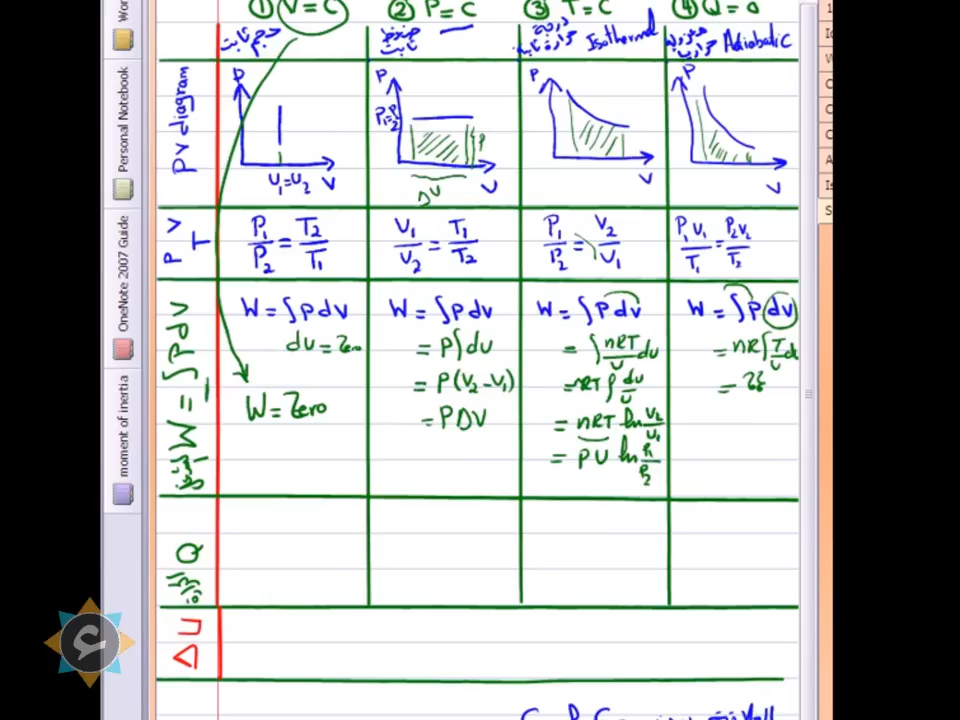 ① V = C ② P = C ③ T = C ④ Q = 0
حجم ثابت ضغط ثابت درجة حرارة ثابتة Isothermal معزولة حرارياً Adiabatic
PV diagram
P V₁=V₂ V
P P₁=P₂ P ΔV V
P V
P V
P V T
P₁/P₂ = T₂/T₁
V₁/V₂ = T₁/T₂
P₁/P₂ = V₂/V₁
P₁V₁/T₁ = P₂V₂/T₂
W = ∫PdV
W = ∫PdV
dv = Zero
W = Zero
W = ∫PdV
= P∫dv
= P(V₂-V₁)
= PΔV
W = ∫PdV
= ∫nRT/V dv
= nRT∫dv/V
= nRT ln V₂/V₁
= PV ln P₁/P₂
W = ∫PdV
= nR∫T/V dv
= ??
Q
ΔU
Personal Notebook
OneNote 2007 Guide
moment of inertia
ع